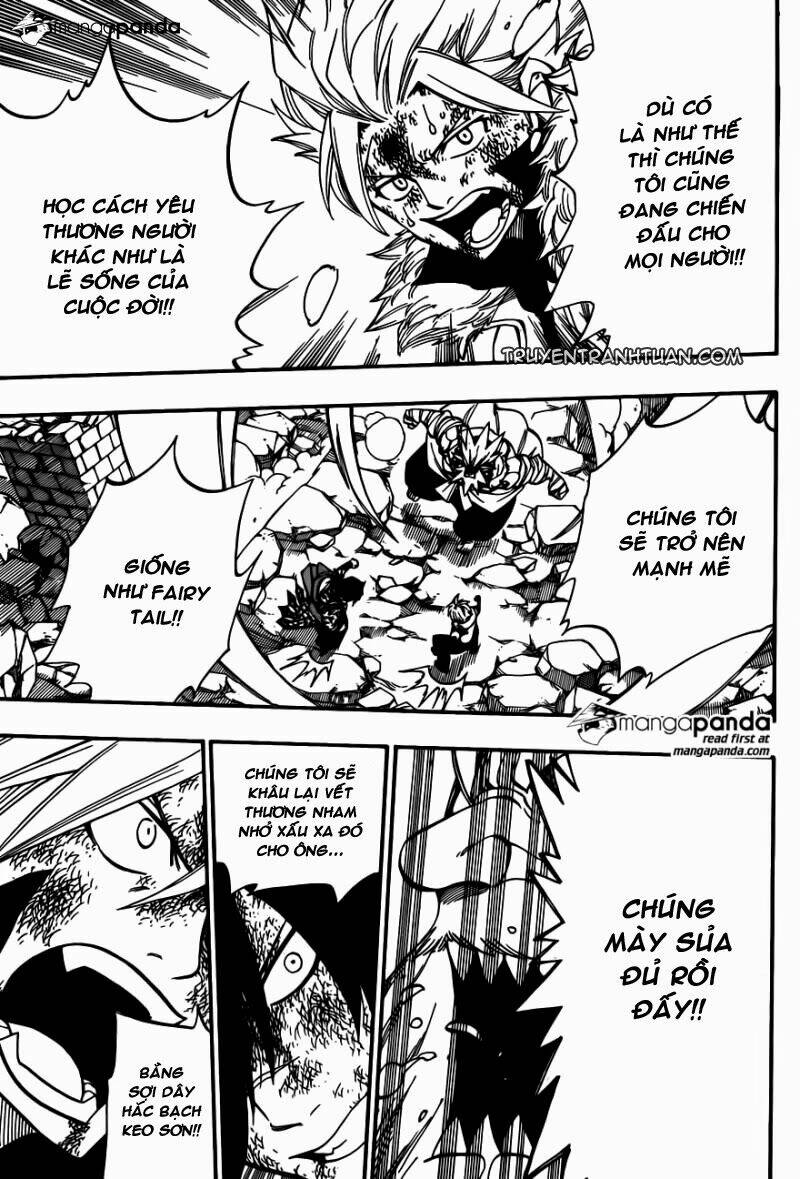 mangapanda
DÙ CÓ
LÀ NHƯ THẾ
THÌ CHÚNG
TÔI CŨNG
ĐANG CHIẾN
ĐẤU CHO
MỌI NGƯỜI!!
HỌC CÁCH YÊU
THƯƠNG NGƯỜI
KHÁC NHƯ LÀ
LẼ SỐNG CỦA
CUỘC ĐỜI!!
TRUYENTRANHTUAN.COM
CHÚNG TÔI
SẼ TRỞ NÊN
MẠNH MẼ
GIỐNG
NHƯ FAIRY
TAIL!!
mangapanda
read first at
mangapanda.com
CHÚNG
MÀY SỦA
ĐỦ RỒI
ĐẤY!!
CHÚNG TÔI SẼ
KHÂU LẠI VẾT
THƯƠNG NHAM
NHỞ XẤU XA ĐÓ
CHO ÔNG...
BẰNG
SỢI DÂY
HẮC BẠCH
KEO SƠN!!